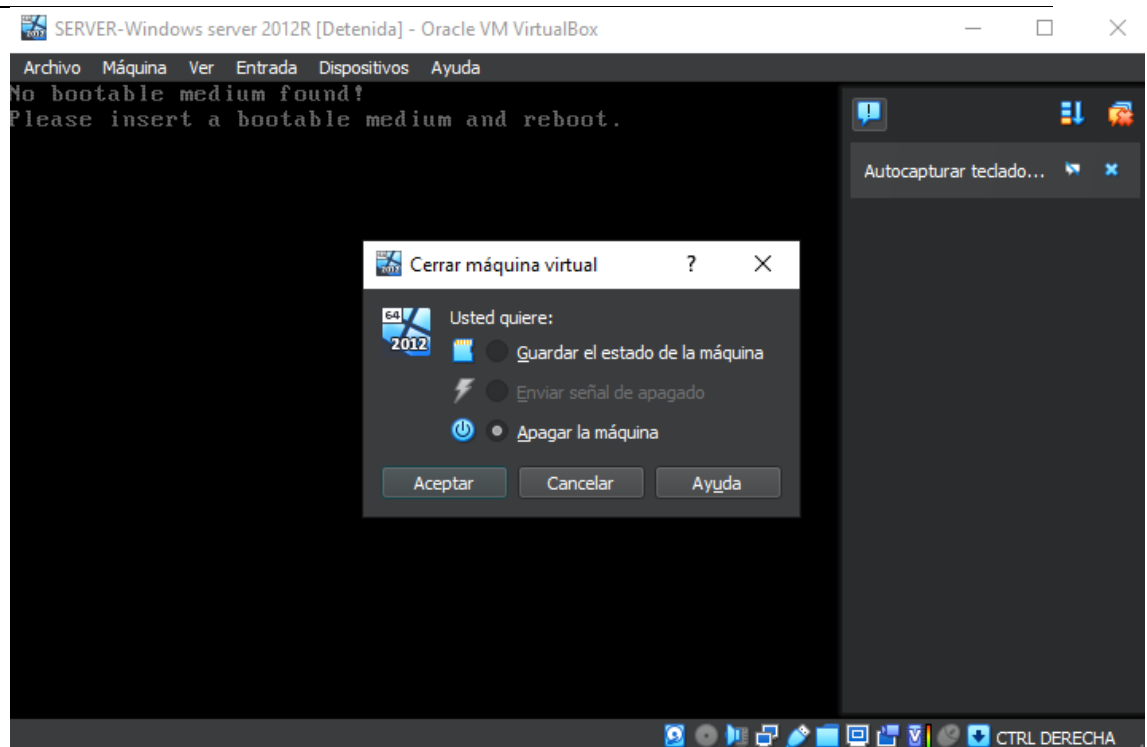 SERVER-Windows server 2012R [Detenida] - Oracle VM VirtualBox
Archivo Máquina Ver Entrada Dispositivos Ayuda
No bootable medium found!
Please insert a bootable medium and reboot.
Autocapturar teclado...
2012
Cerrar máquina virtual ?
64
2012
Usted quiere:
Guardar el estado de la máquina
Enviar señal de apagado
Apagar la máquina
Aceptar Cancelar Ayuda
CTRL DERECHA